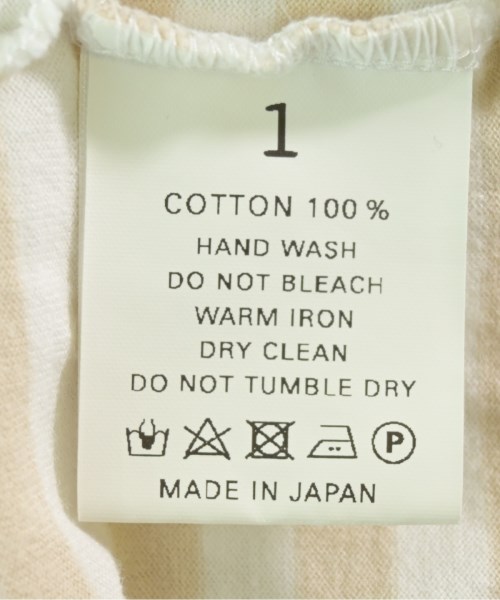 1
COTTON 100 %
HAND WASH
DO NOT BLEACH
WARM IRON
DRY CLEAN
DO NOT TUMBLE DRY
P
MADE IN JAPAN